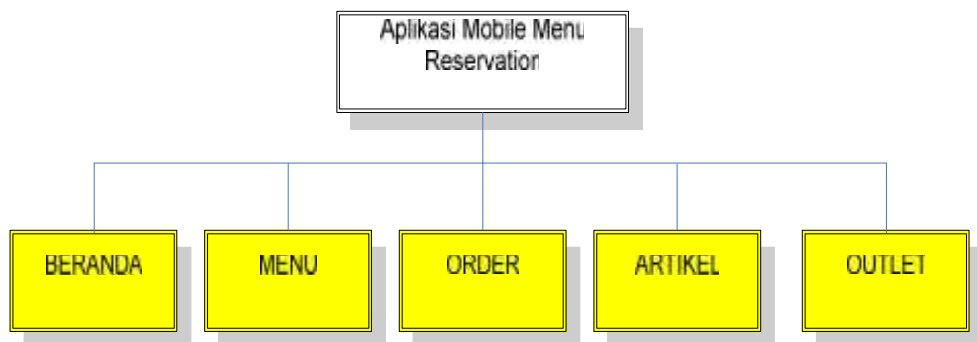 Aplikasi Mobile Menu
Reservation
BERANDA
MENU
ORDER
ARTIKEL
OUTLET